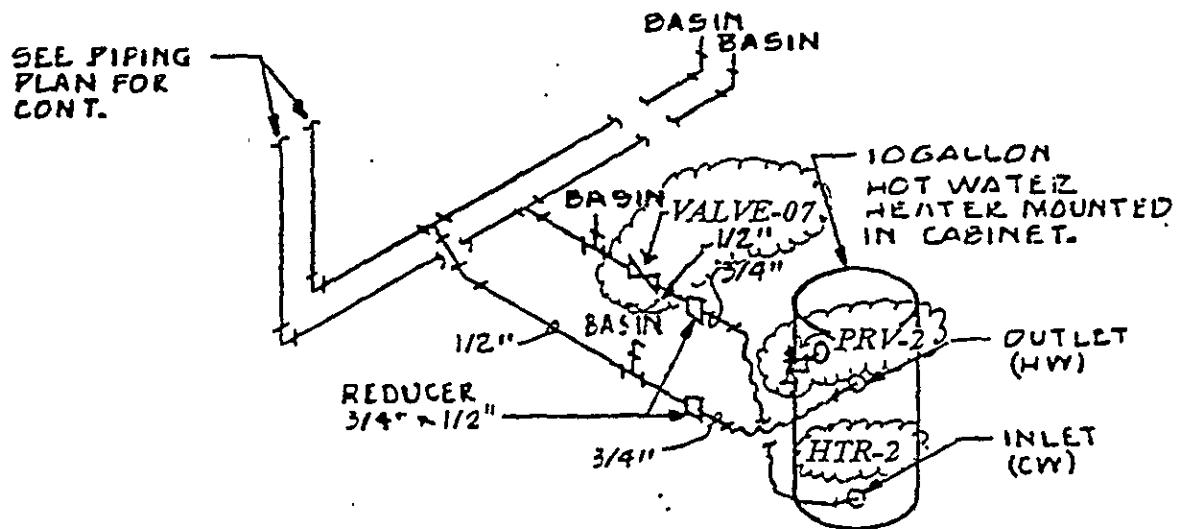 BASIN
BASIN
SEE PIPING
PLAN FOR
CONT.
10 GALLON
HOT WATER
HEATER MOUNTED
IN CABINET.
BASIN
VALVE-07
1/2"
3/4"
BASIN
1/2"
PRV-2
OUTLET
(HW)
REDUCER
3/4" x 1/2"
3/4"
HTR-2
INLET
(CW)